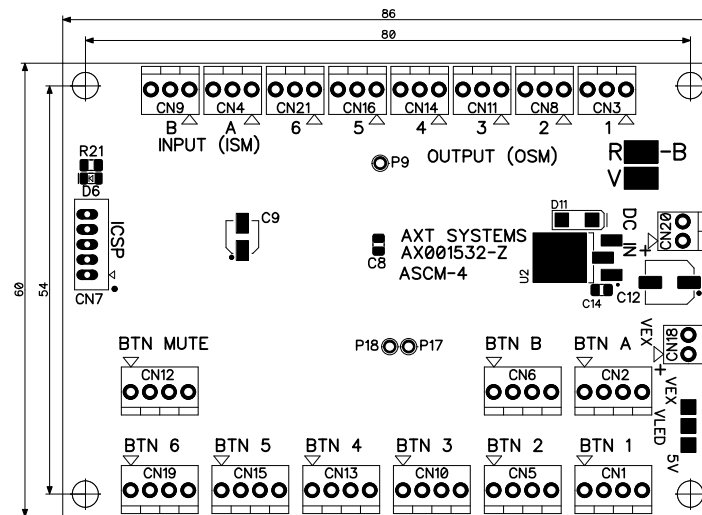 86
80
CN9 CN4 CN21 CN16 CN14 CN11 CN8 CN3
B A 6 5 4 3 2 1
INPUT (ISM)
OUTPUT (OSM)
R21
D6
P9
R -B
V
ICSP
CN7
C9
C8
AXT SYSTEMS
AX001532-Z
ASCM-4
D11
U2
C14
DC IN
CN20
+
C12
60
54
P18 P17
VEX
CN18
+
BTN MUTE
CN12
BTN B
CN6
BTN A
CN2
VEX
VLED
5V
BTN 6 BTN 5 BTN 4 BTN 3 BTN 2 BTN 1
CN19 CN15 CN13 CN10 CN5 CN1